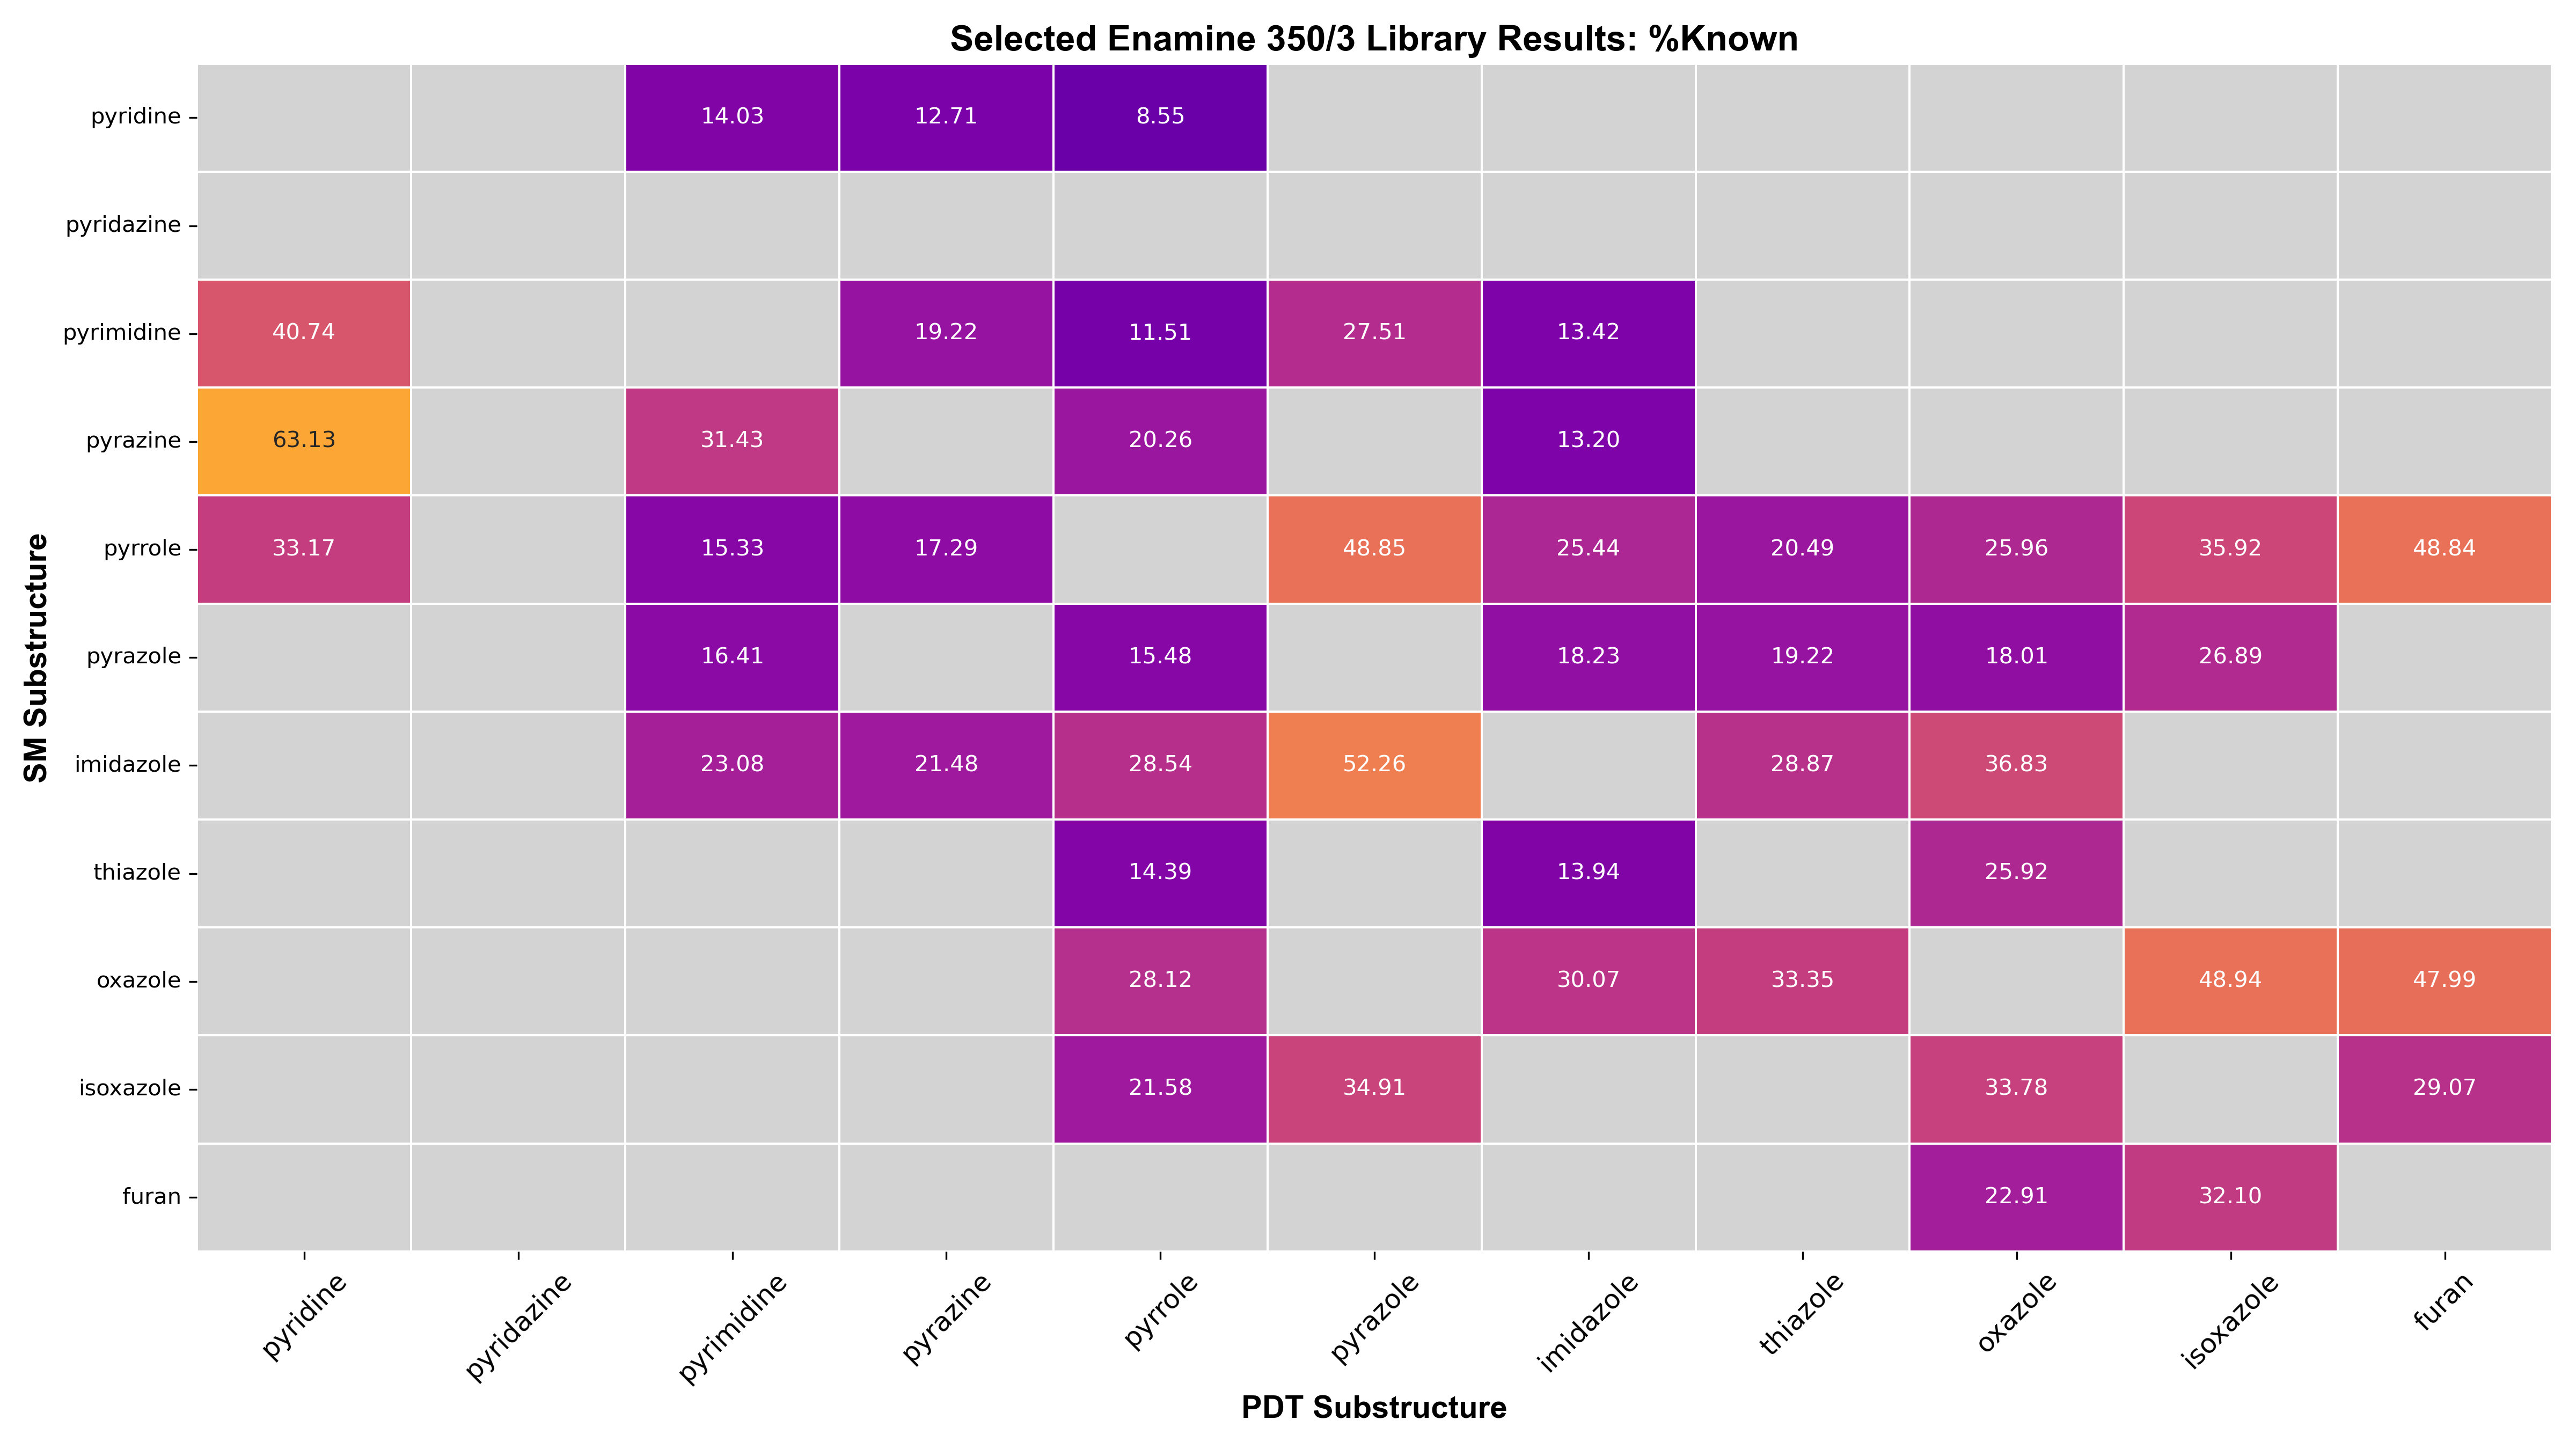 Selected Enamine 350/3 Library Results: %Known
SM Substructure
pyridine 14.03 12.71 8.55
pyridazine
pyrimidine 40.74 19.22 11.51 27.51 13.42
pyrazine 63.13 31.43 20.26 13.20
pyrrole 33.17 15.33 17.29 48.85 25.44 20.49 25.96 35.92 48.84
pyrazole 16.41 15.48 18.23 19.22 18.01 26.89
imidazole 23.08 21.48 28.54 52.26 28.87 36.83
thiazole 14.39 13.94 25.92
oxazole 28.12 30.07 33.35 48.94 47.99
isoxazole 21.58 34.91 33.78 29.07
furan 22.91 32.10
pyridine pyridazine pyrimidine pyrazine pyrrole pyrazole imidazole thiazole oxazole isoxazole furan
PDT Substructure